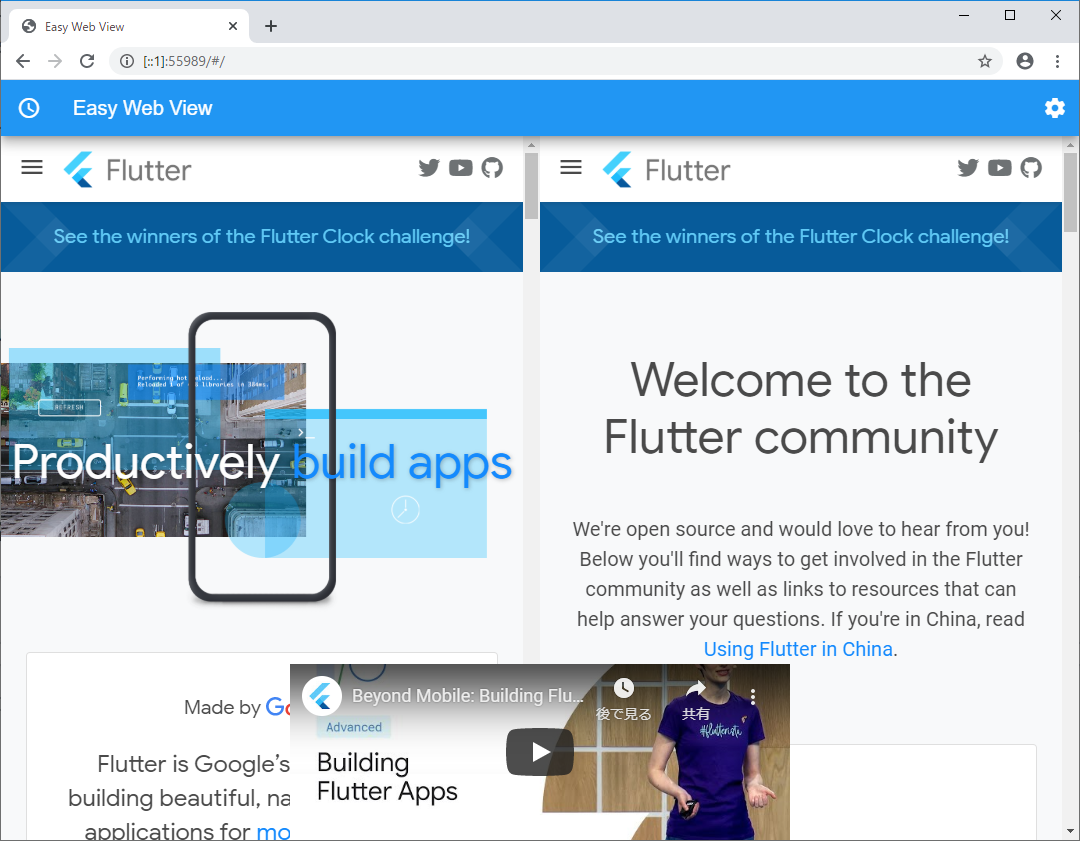 Easy Web View
[::1]:55989/#/
Easy Web View
Flutter
See the winners of the Flutter Clock challenge!
Performing hot reload...
Reloaded 1 of 448 libraries in 304ms.
REFRESH
Productively build apps
Made by Go
Flutter is Google's
building beautiful, na
applications for mo
Flutter
See the winners of the Flutter Clock challenge!
Welcome to the
Flutter community
We're open source and would love to hear from you!
Below you'll find ways to get involved in the Flutter
community as well as links to resources that can
help answer your questions. If you're in China, read
Using Flutter in China.
Beyond Mobile: Building Flu...
後で見る
共有
Advanced
Building
Flutter Apps
#flutterista